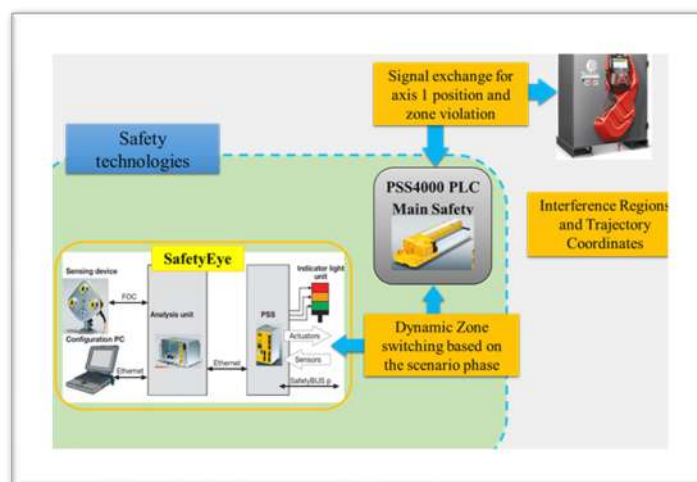 Signal exchange for
axis 1 position and
zone violation
Safety
technologies
PSS4000 PLC
Main Safety
Interference Regions
and Trajectory
Coordinates
SafetyEye
Sensing device
FOC
Analysis unit
Configuration PC
Ethernet
Ethernet
PSS
Indicator light
unit
Actuators
Sensors
SafetyBUS p
Dynamic Zone
switching based on
the scenario phase